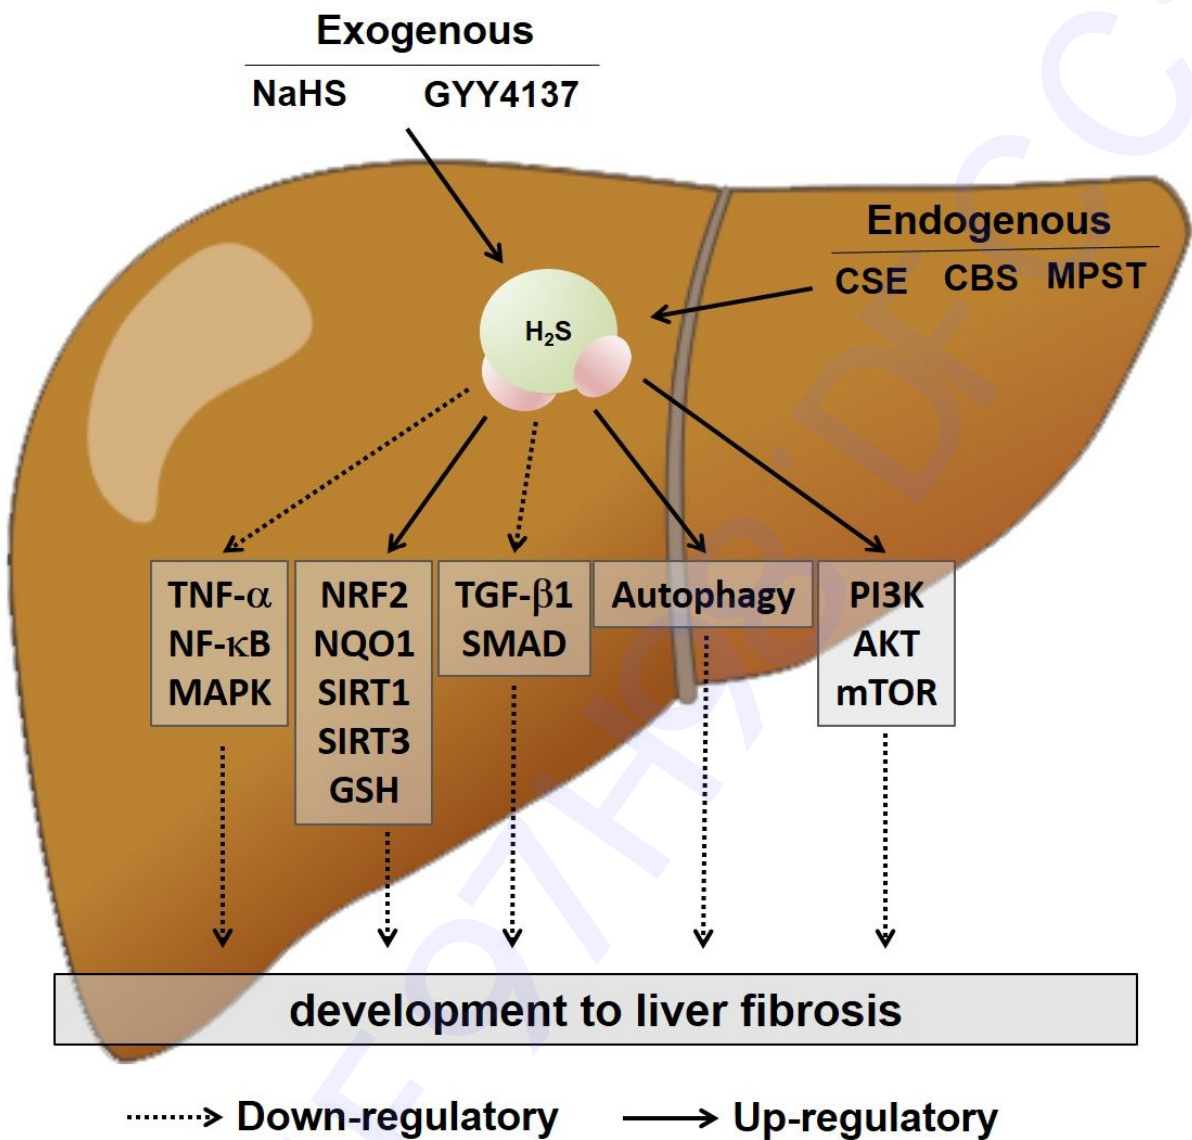 Exogenous
NaHS GYY4137
Endogenous
CSE CBS MPST
H₂S
TNF-α
NF-κB
MAPK
NRF2
NQO1
SIRT1
SIRT3
GSH
TGF-β1
SMAD
Autophagy
PI3K
AKT
mTOR
development to liver fibrosis
Down-regulatory Up-regulatory